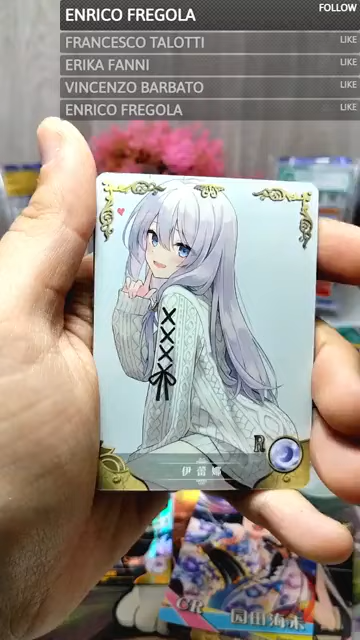 ENRICO FREGOLA
FOLLOW
FRANCESCO TALOTTI
LIKE
ERIKA FANNI
LIKE
VINCENZO BARBATO
LIKE
ENRICO FREGOLA
LIKE
R
伊蕾娜
CR
园田海未